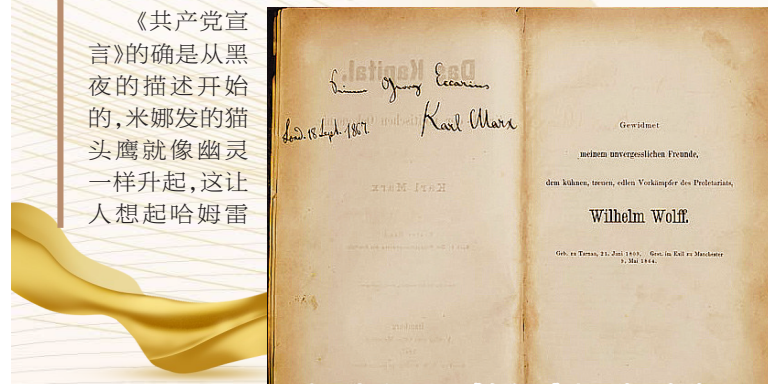 《共产党宣
言》的确是从黑
夜的描述开始
的,米娜发的猫
头鹰就像幽灵
一样升起,这让
人想起哈姆雷
Georg Eccarius
Lond. 18 Sept. 1867.
Karl Marx
Gewidmet
meinem unvergesslichen Freunde,
dem kühnen, treuen, edlen Vorkämpfer des Proletariats,
Wilhelm Wolff.
Geb. zu Tarnau, 21. Juni 1809. Gest. im Exil zu Manchester
9. Mai 1864.